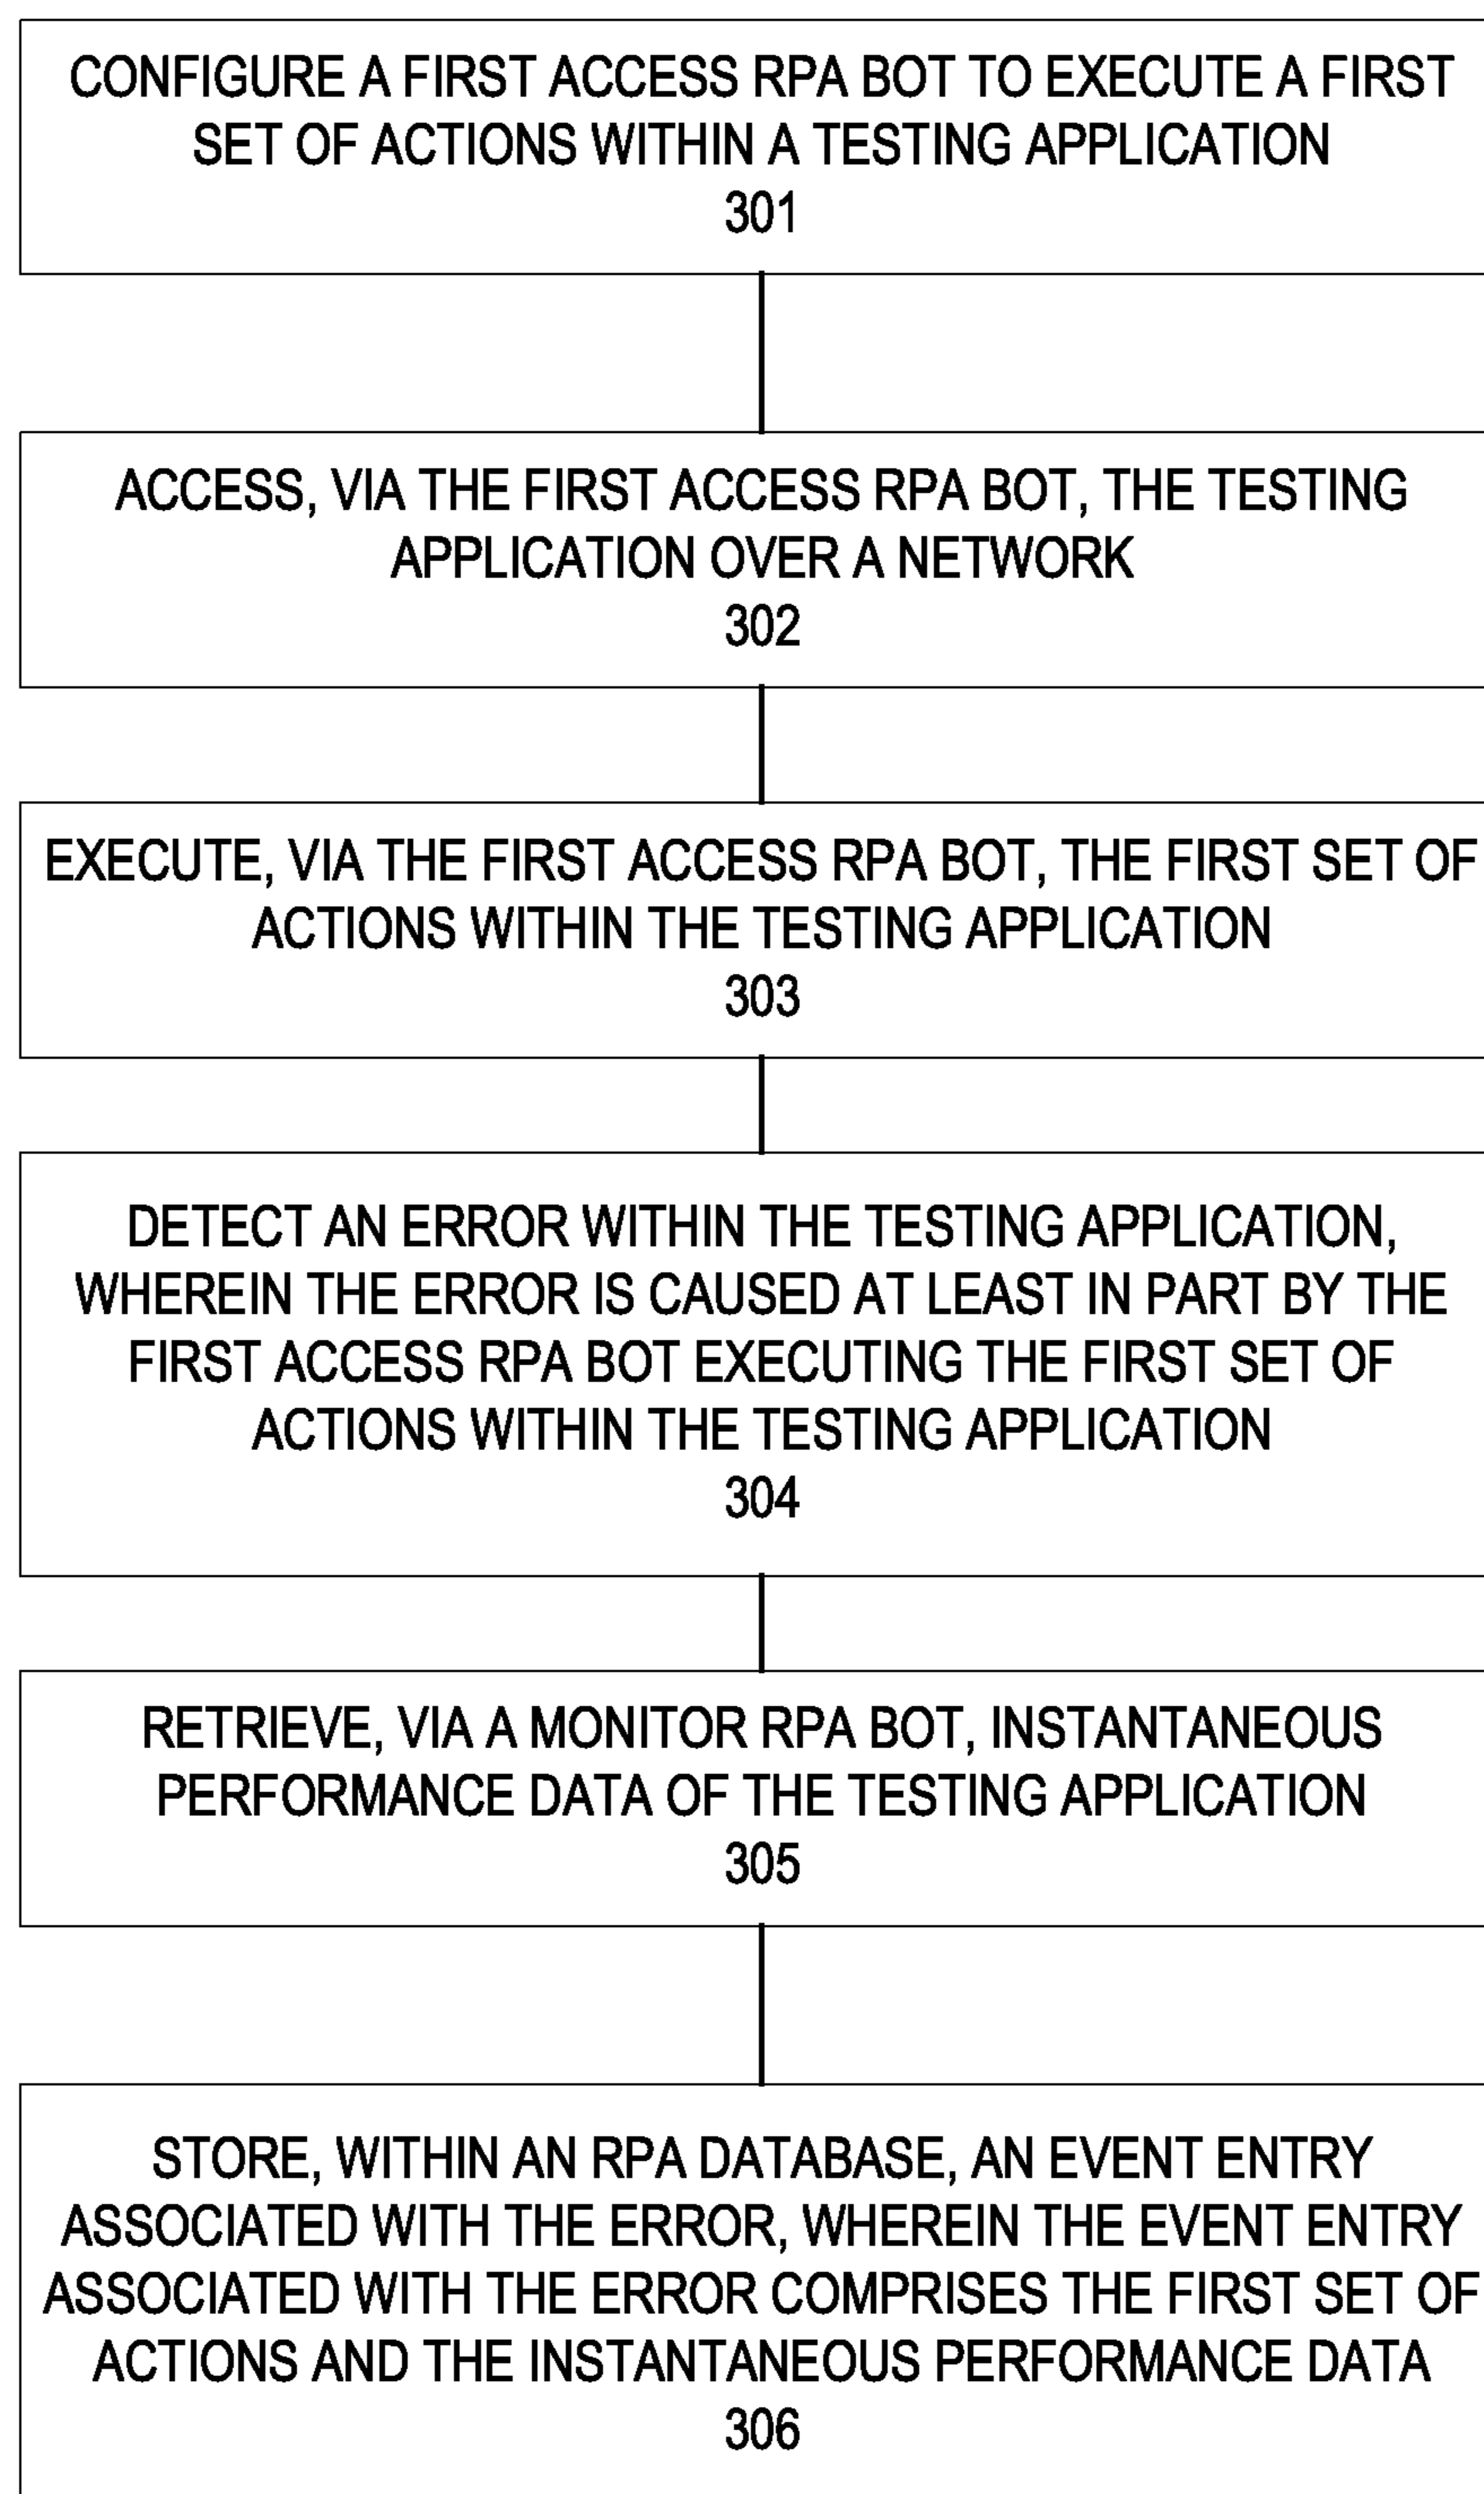 CONFIGURE A FIRST ACCESS RPA BOT TO EXECUTE A FIRST
SET OF ACTIONS WITHIN A TESTING APPLICATION
301
ACCESS, VIA THE FIRST ACCESS RPA BOT, THE TESTING
APPLICATION OVER A NETWORK
302
EXECUTE, VIA THE FIRST ACCESS RPA BOT, THE FIRST SET OF
ACTIONS WITHIN THE TESTING APPLICATION
303
DETECT AN ERROR WITHIN THE TESTING APPLICATION,
WHEREIN THE ERROR IS CAUSED AT LEAST IN PART BY THE
FIRST ACCESS RPA BOT EXECUTING THE FIRST SET OF
ACTIONS WITHIN THE TESTING APPLICATION
304
RETRIEVE, VIA A MONITOR RPA BOT, INSTANTANEOUS
PERFORMANCE DATA OF THE TESTING APPLICATION
305
STORE, WITHIN AN RPA DATABASE, AN EVENT ENTRY
ASSOCIATED WITH THE ERROR, WHEREIN THE EVENT ENTRY
ASSOCIATED WITH THE ERROR COMPRISES THE FIRST SET OF
ACTIONS AND THE INSTANTANEOUS PERFORMANCE DATA
306